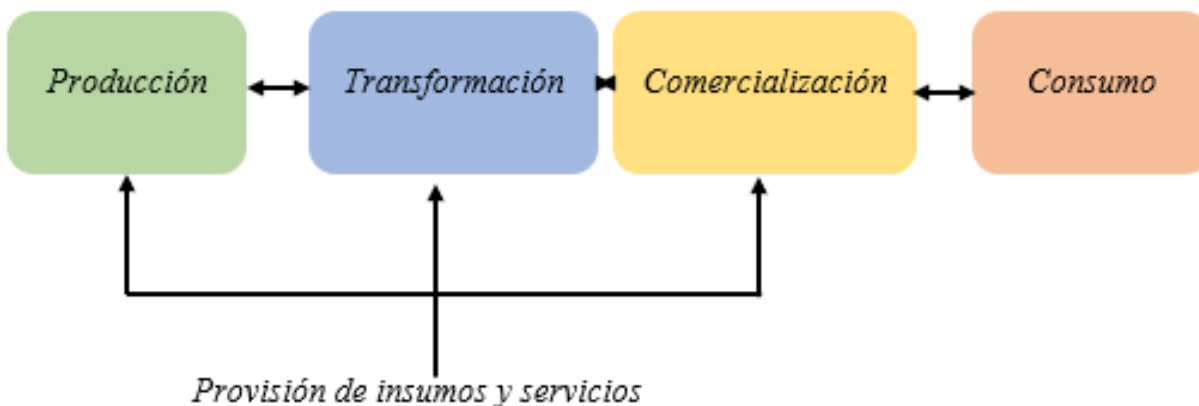 Producción
Transformación
Comercialización
Consumo
Provisión de insumos y servicios